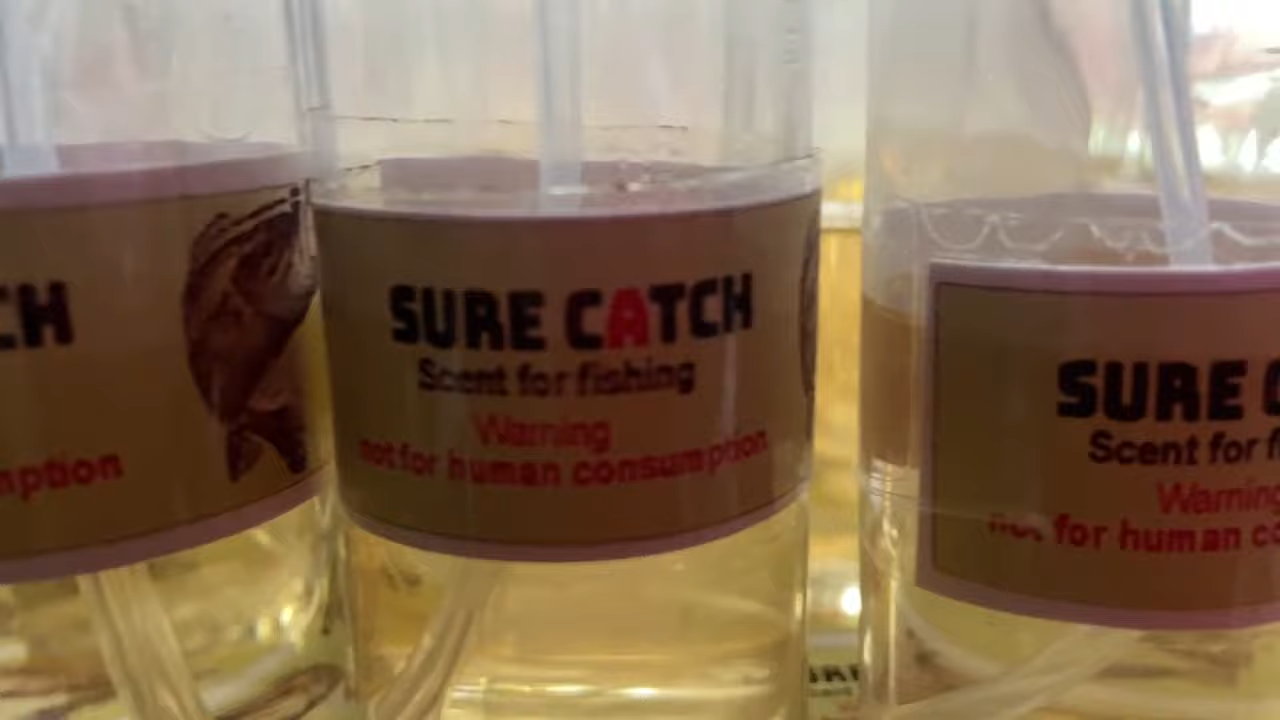 CH
mption
SURE CATCH
Scent for fishing
Warning
not for human consumption
SURE C
Scent for f
Warning
not for human co